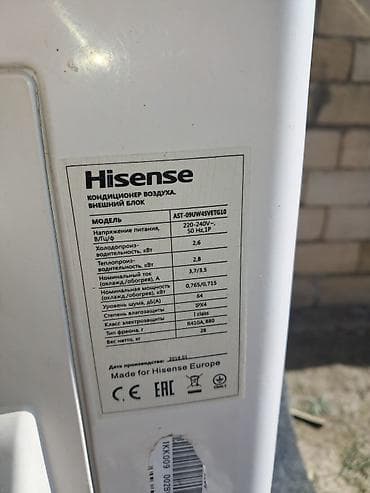 Hisense
КОНДИЦИОНЕР ВОЗДУХА.
ВНЕШНИЙ БЛОК
МОДЕЛЬ AST-09UW4SVETG10
Напряжение питания, В/Гц/ф 220-240V~, 50 Hz,1P
Холодопроиз-водительность, кВт 2,6
Теплопроиз-водительность, кВт 2,8
Номинальный ток (охлажд./обогрев), А 3,7/3,5
Номинальная мощность (охлажд./обогрев), кВт 0,765/0,715
Уровень шума, дБ(А) 64
Степень влагозащиты IPX4
Класс электрозащиты I class
Тип фреона, г R410A, 880
Вес нетто, кг 28
Дата производства: 2018.01
Made for Hisense Europe
CE EAC
1KK009